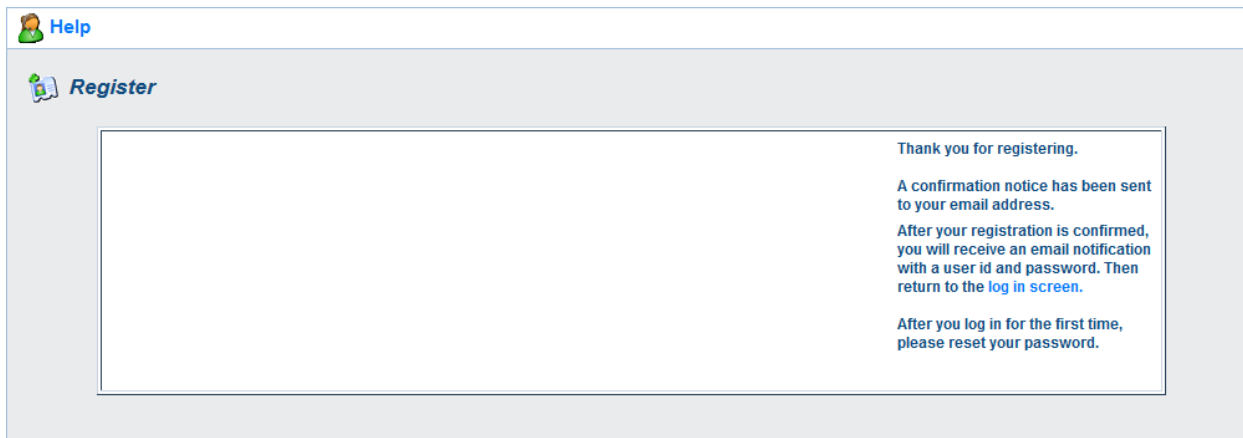 Help
Register
Thank you for registering.
A confirmation notice has been sent
to your email address.
After your registration is confirmed,
you will receive an email notification
with a user id and password. Then
return to the log in screen.
After you log in for the first time,
please reset your password.